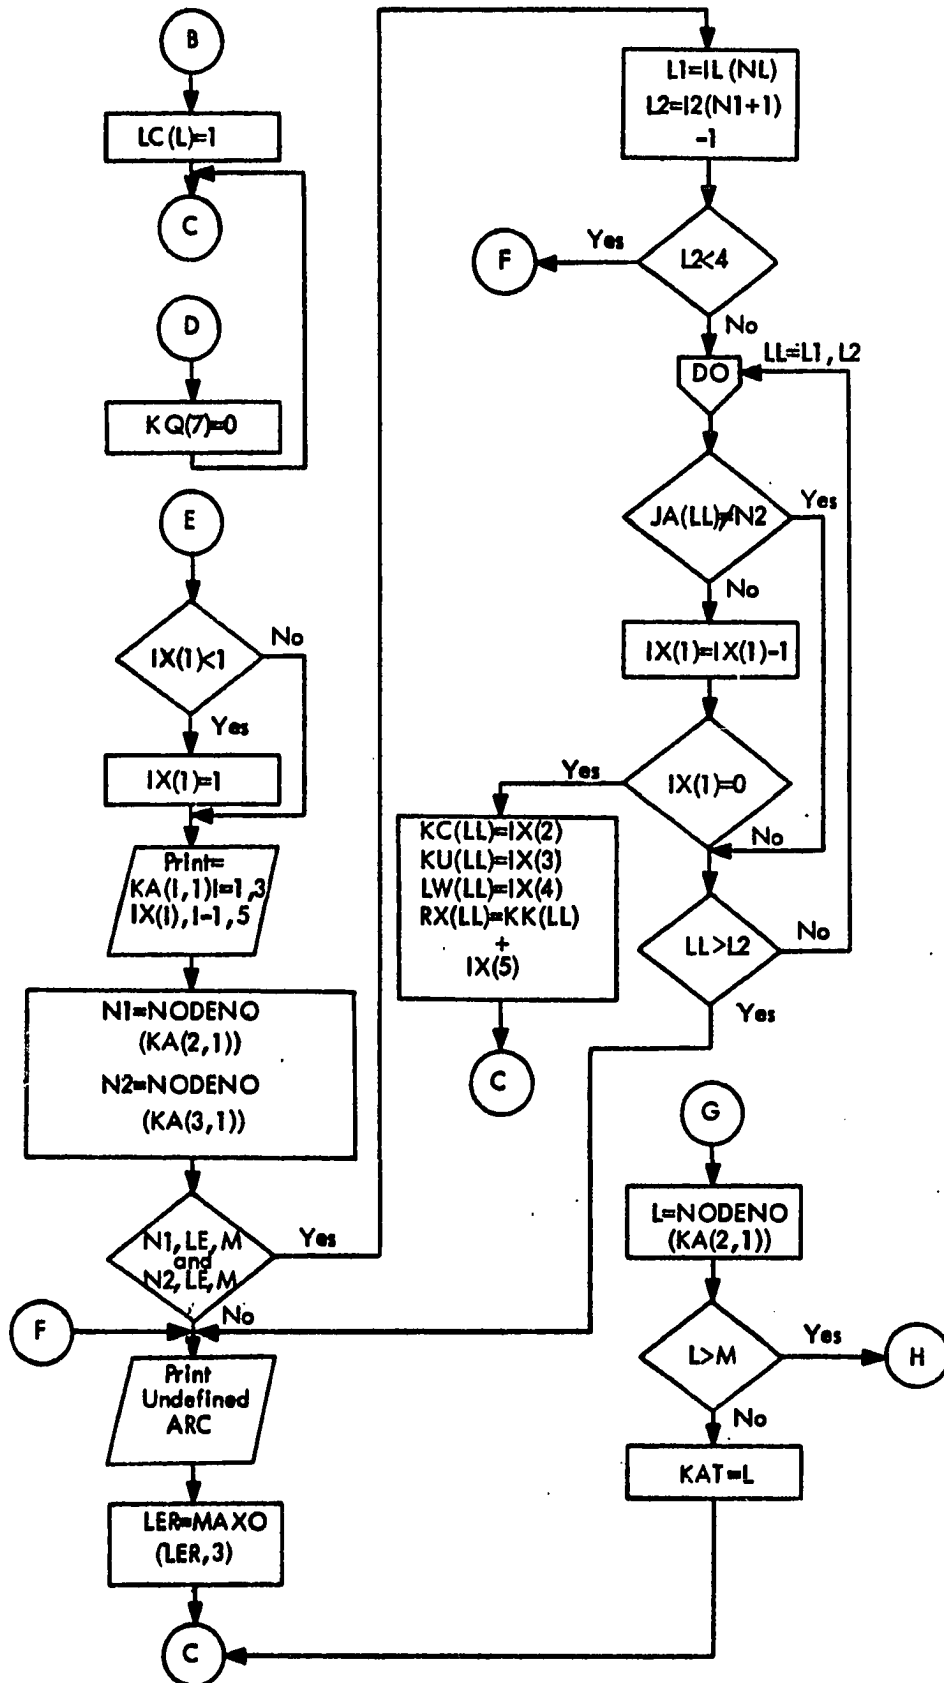 B
LC(L)=1
C
D
KQ(7)=0
E
IX(1)<1
No
Yes
IX(1)=1
Print=
KA(I,1)I=1,3
IX(I),I-1,5
N1=NODENO
(KA(2,1))
N2=NODENO
(KA(3,1))
N1,LE,M
and
N2,LE,M
Yes
No
F
Print
Undefined
ARC
LER=MAXO
(LER,3)
C
L1=IL(NL)
L2=I2(N1+1)
-1
L2<4
Yes
F
No
DO
LL=L1,L2
JA(LL)≠N2
Yes
No
IX(1)=IX(1)-1
IX(1)=0
Yes
No
KC(LL)=IX(2)
KU(LL)=IX(3)
LW(LL)=IX(4)
RX(LL)=KK(LL)
+
IX(5)
C
LL>L2
No
Yes
G
L=NODENO
(KA(2,1))
L>M
Yes
H
No
KAT=L